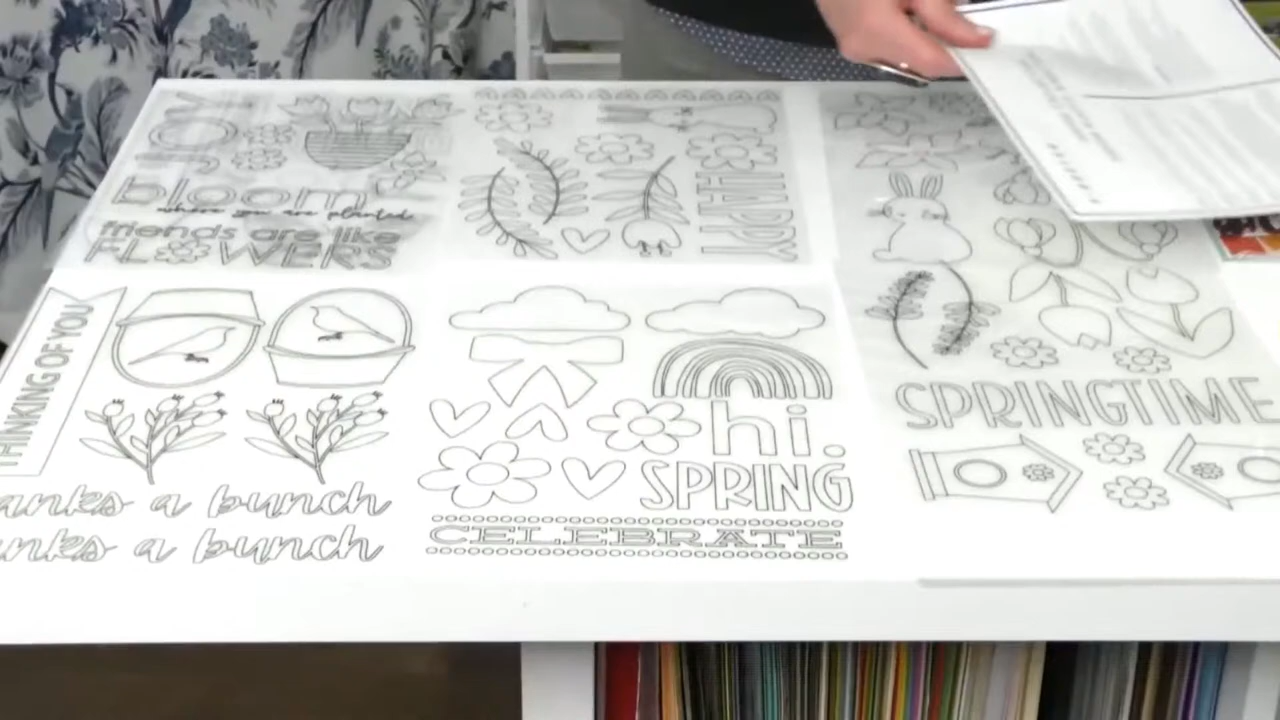 JOY
bloom
where you are planted
friends are like
FLOWERS
HAPPY
THINKING OF YOU
anks a bunch
anks a bunch
hi.
SPRING
CELEBRATE
SPRINGTIME